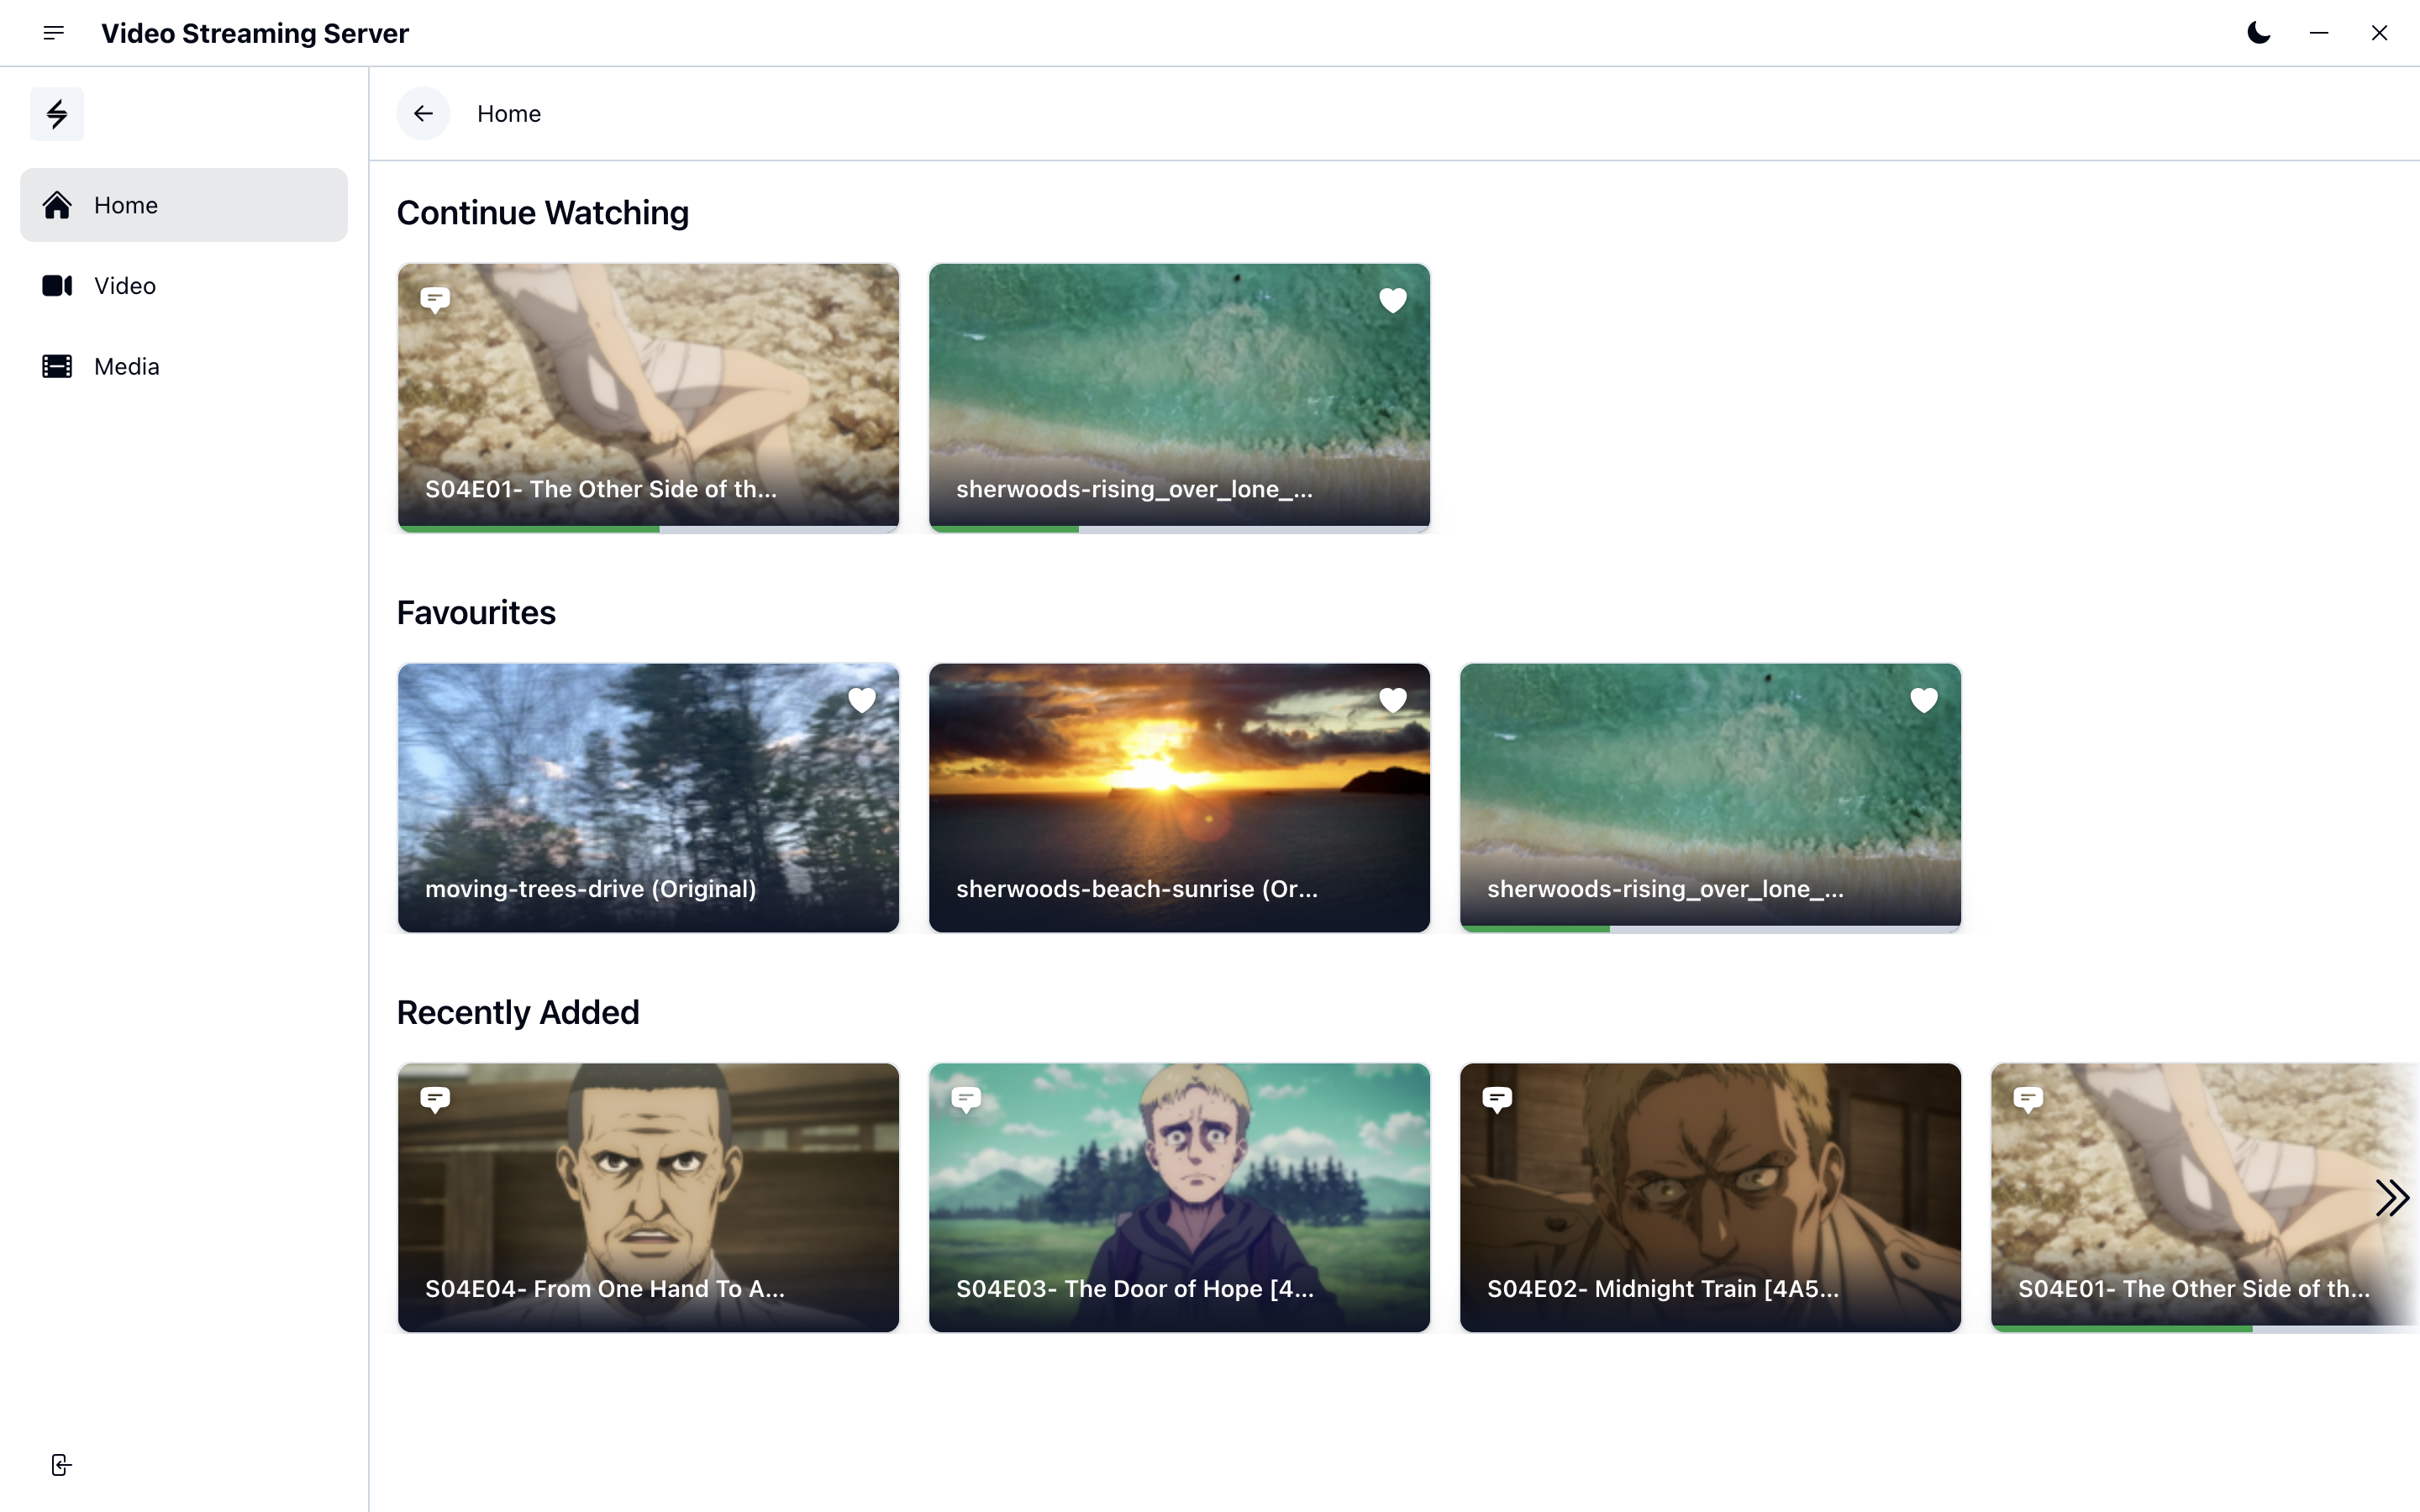 Video Streaming Server
Home
Home
Video
Media
Continue Watching
S04E01- The Other Side of th...
sherwoods-rising_over_lone_...
Favourites
moving-trees-drive (Original)
sherwoods-beach-sunrise (Or...
sherwoods-rising_over_lone_...
Recently Added
S04E04- From One Hand To A...
S04E03- The Door of Hope [4...
S04E02- Midnight Train [4A5...
S04E01- The Other Side of th...